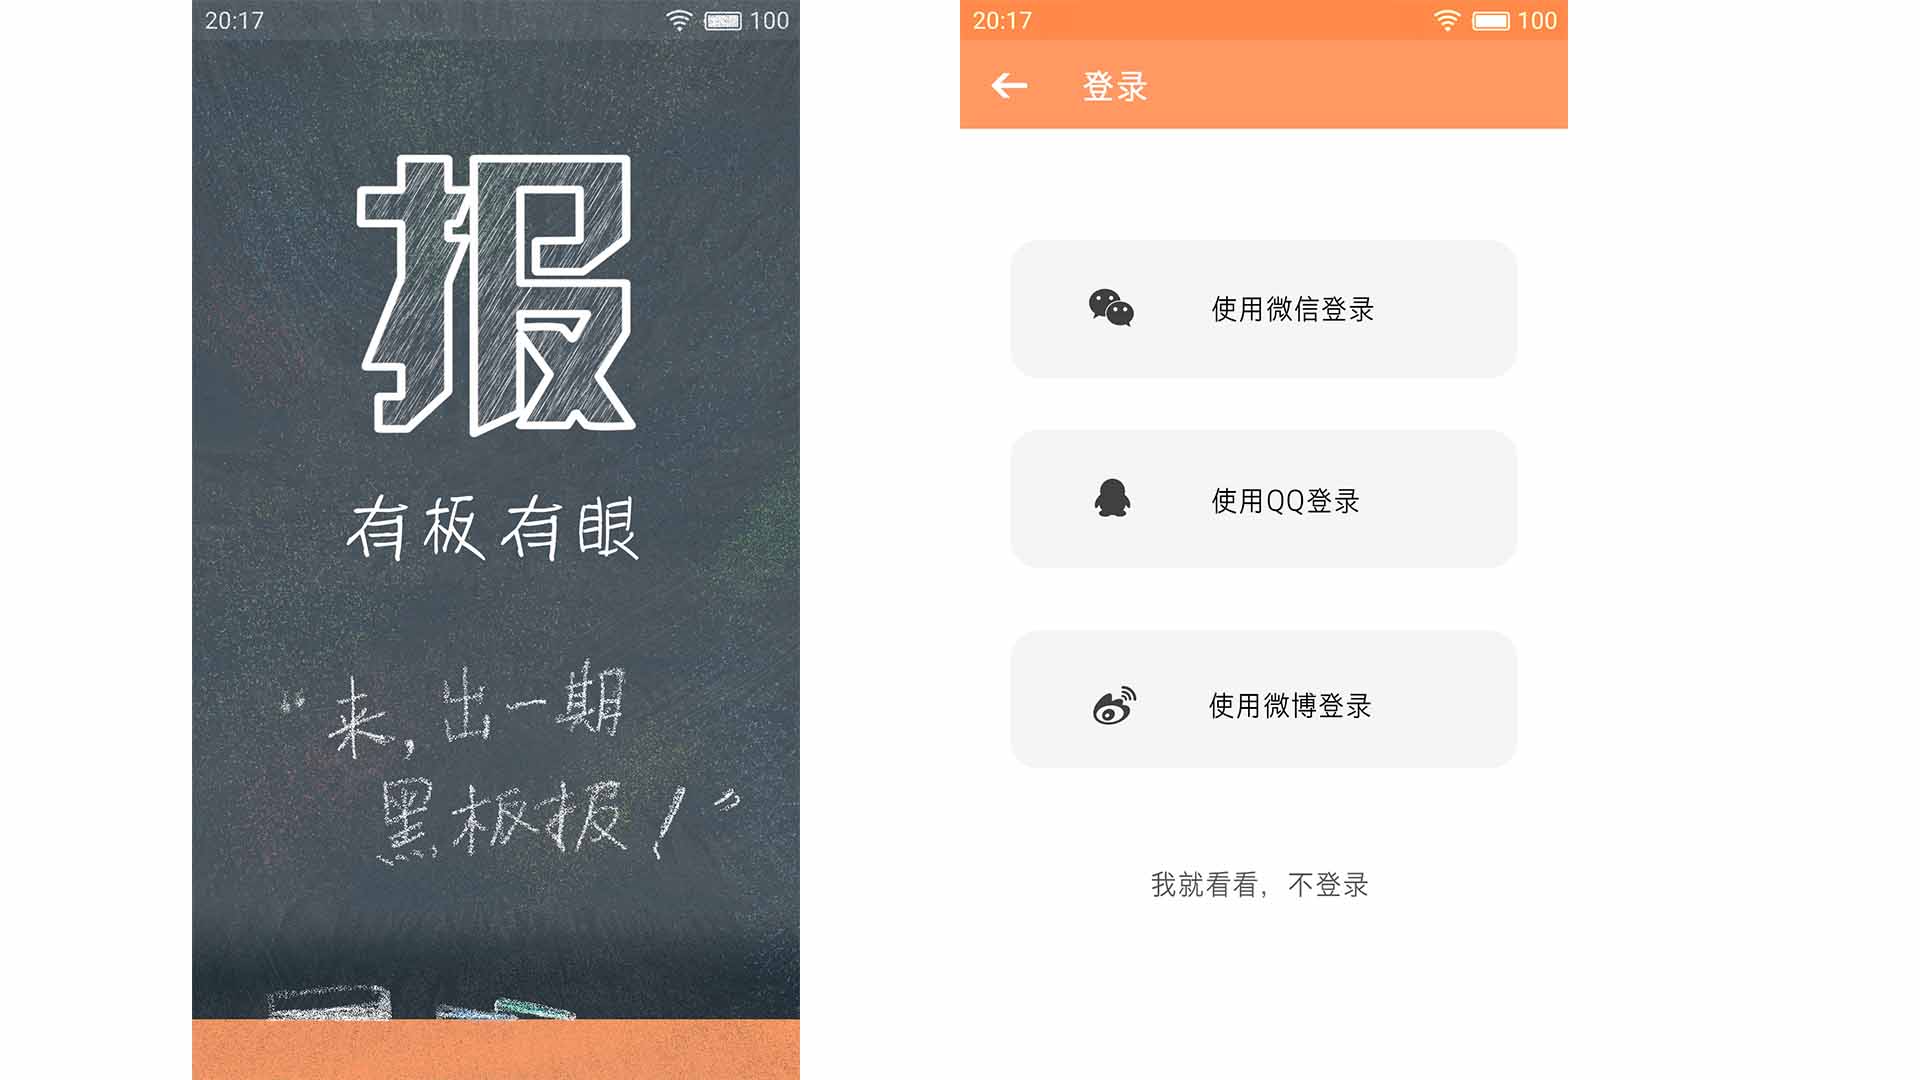 20:17
100
报
有板有眼
“来,出一期
黑板报!”
20:17
100
登录
使用微信登录
使用QQ登录
使用微博登录
我就看看，不登录